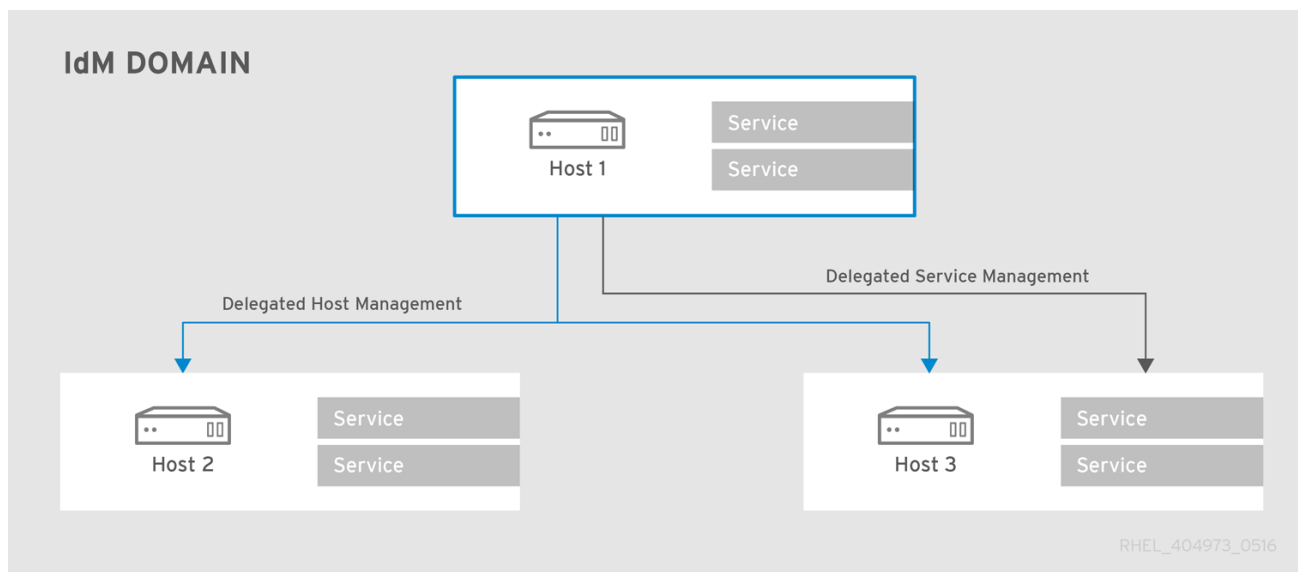 IdM DOMAIN
Service
Service
Host 1
Delegated Service Management
Delegated Host Management
Service
Service
Host 2
Service
Service
Host 3
RHEL_404973_0516